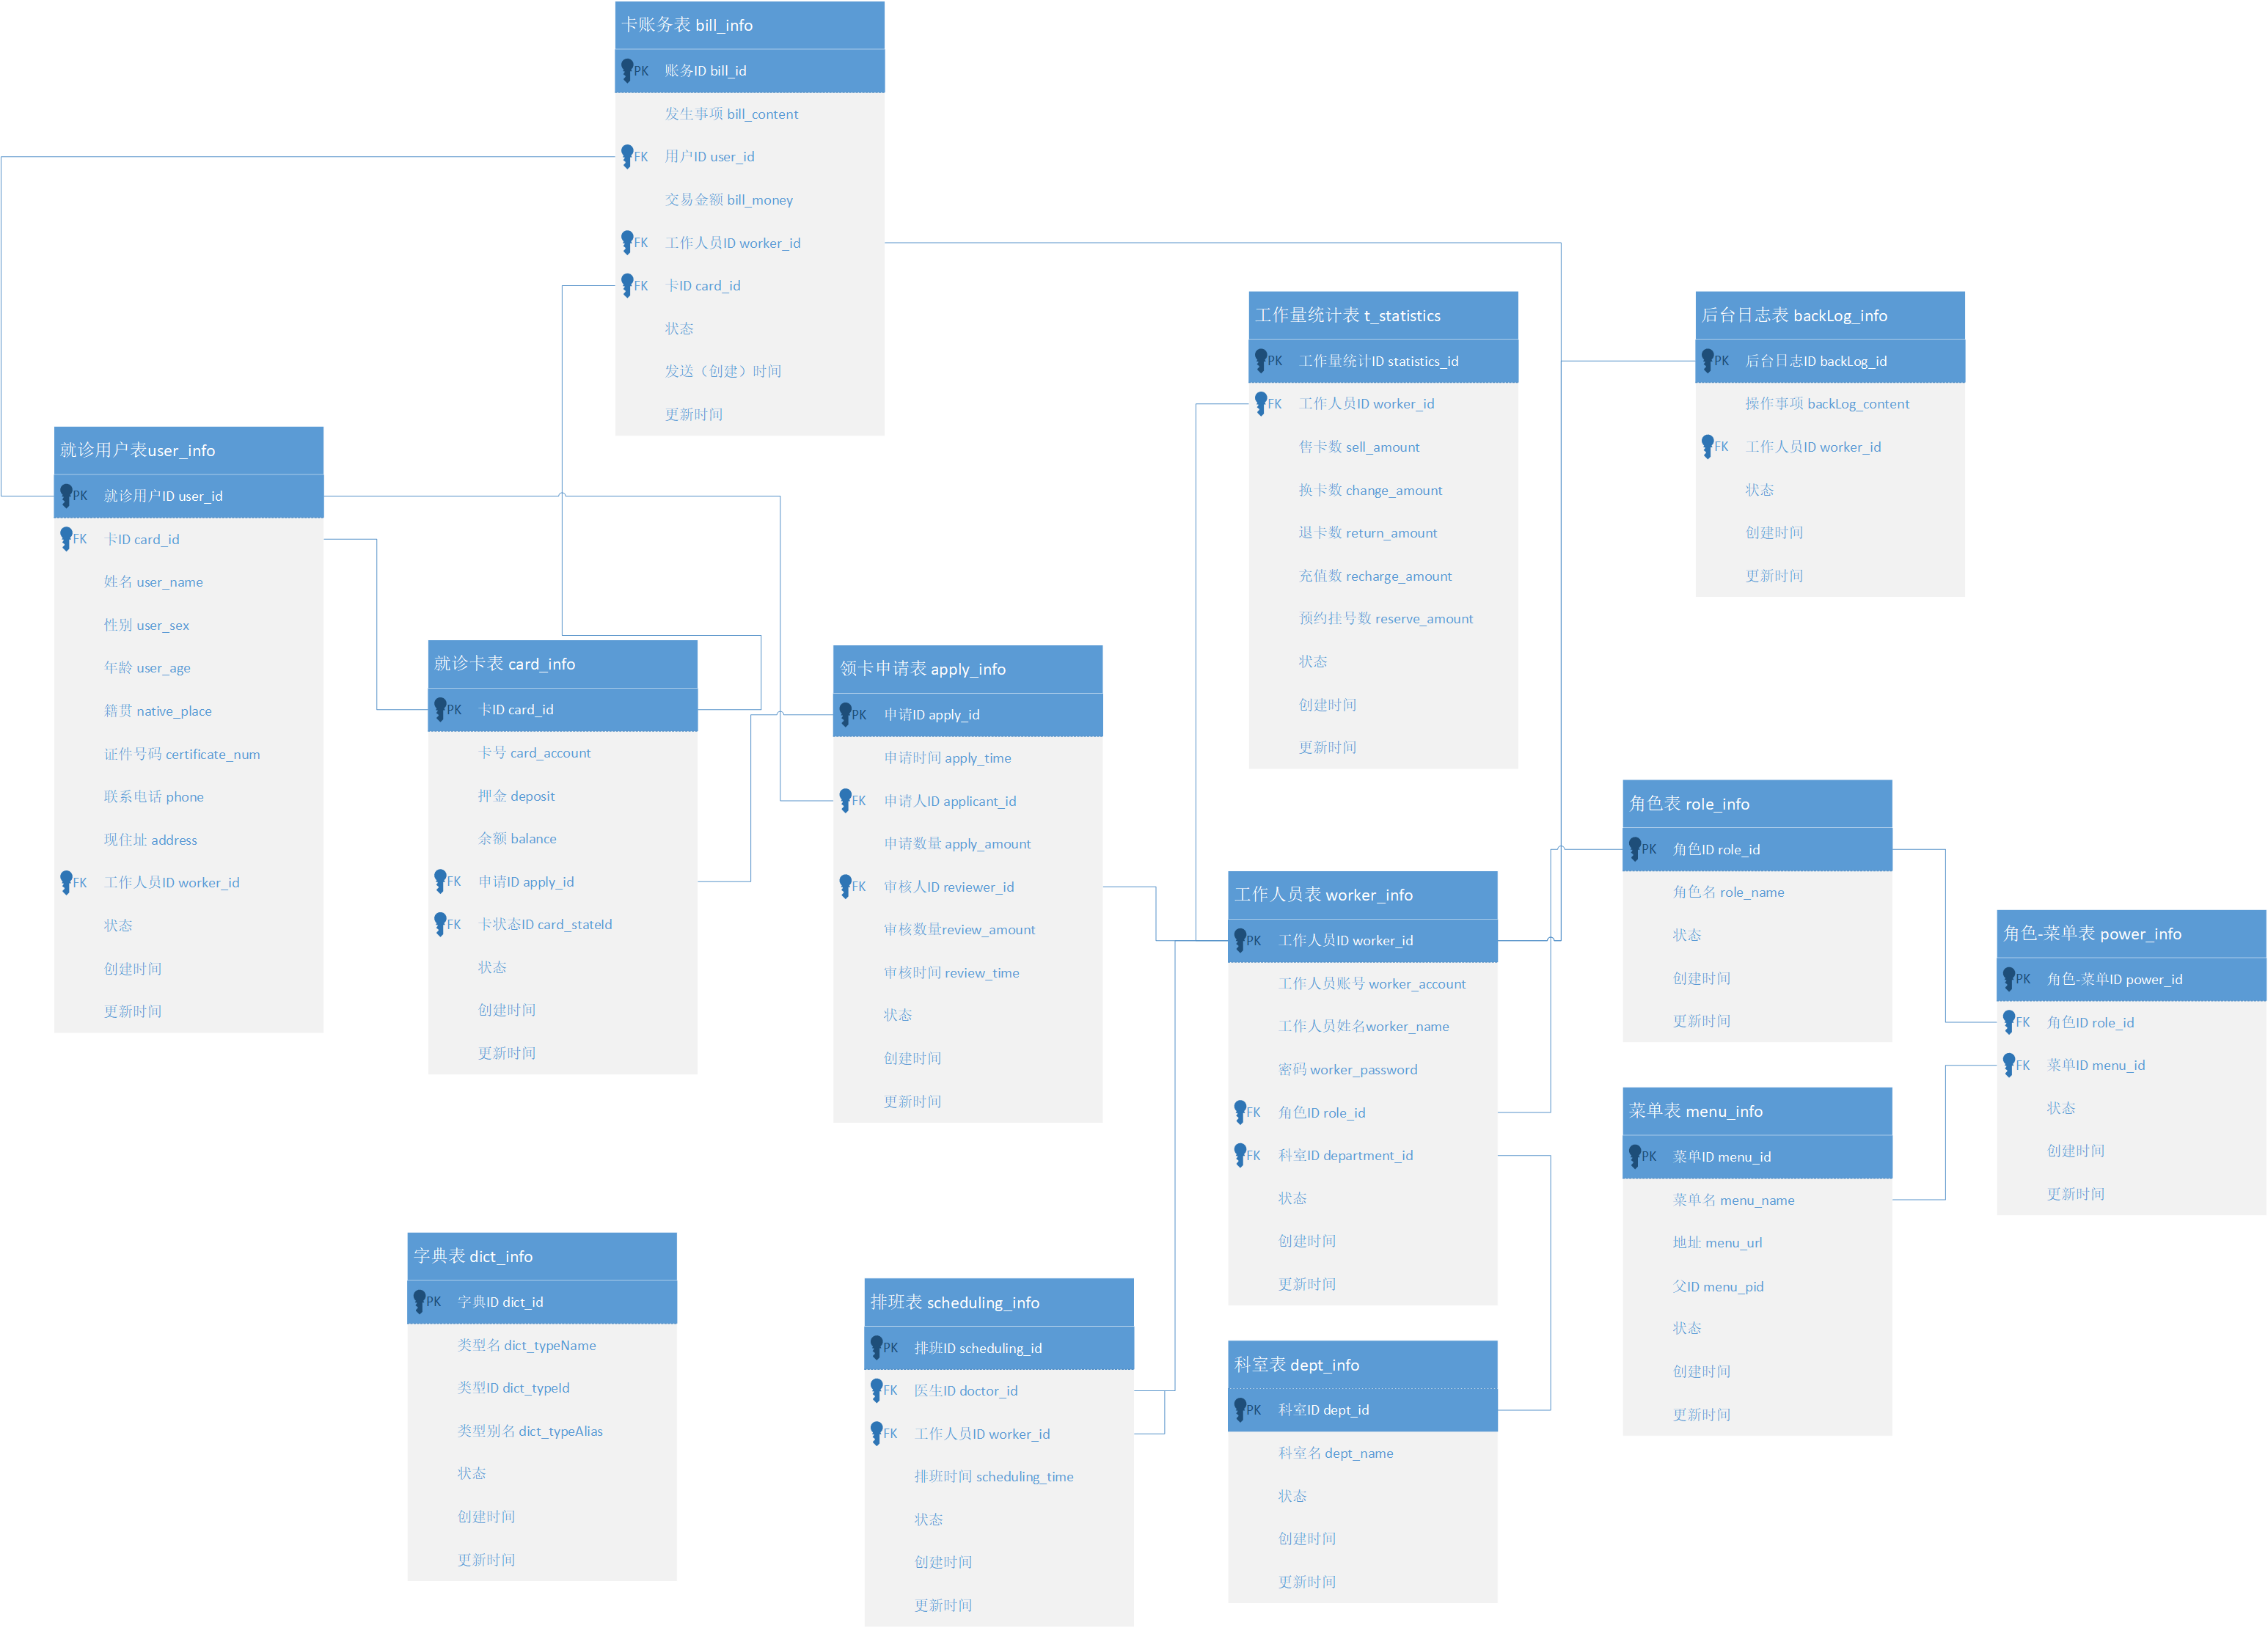 卡账务表 bill_info
PK 账务ID bill_id
发生事项 bill_content
FK 用户ID user_id
交易金额 bill_money
FK 工作人员ID worker_id
FK 卡ID card_id
状态
发送（创建）时间
更新时间
工作量统计表 t_statistics
PK 工作量统计ID statistics_id
FK 工作人员ID worker_id
售卡数 sell_amount
换卡数 change_amount
退卡数 return_amount
充值数 recharge_amount
预约挂号数 reserve_amount
状态
创建时间
更新时间
后台日志表 backLog_info
PK 后台日志ID backLog_id
操作事项 backLog_content
FK 工作人员ID worker_id
状态
创建时间
更新时间
就诊用户表user_info
PK 就诊用户ID user_id
FK 卡ID card_id
姓名 user_name
性别 user_sex
年龄 user_age
籍贯 native_place
证件号码 certificate_num
联系电话 phone
现住址 address
FK 工作人员ID worker_id
状态
创建时间
更新时间
就诊卡表 card_info
PK 卡ID card_id
卡号 card_account
押金 deposit
余额 balance
FK 申请ID apply_id
FK 卡状态ID card_stateId
状态
创建时间
更新时间
领卡申请表 apply_info
PK 申请ID apply_id
申请时间 apply_time
FK 申请人ID applicant_id
申请数量 apply_amount
FK 审核人ID reviewer_id
审核数量review_amount
审核时间 review_time
状态
创建时间
更新时间
工作人员表 worker_info
PK 工作人员ID worker_id
工作人员账号 worker_account
工作人员姓名worker_name
密码 worker_password
FK 角色ID role_id
FK 科室ID department_id
状态
创建时间
更新时间
角色表 role_info
PK 角色ID role_id
角色名 role_name
状态
创建时间
更新时间
角色-菜单表 power_info
PK 角色-菜单ID power_id
FK 角色ID role_id
FK 菜单ID menu_id
状态
创建时间
更新时间
菜单表 menu_info
PK 菜单ID menu_id
菜单名 menu_name
地址 menu_url
父ID menu_pid
状态
创建时间
更新时间
字典表 dict_info
PK 字典ID dict_id
类型名 dict_typeName
类型ID dict_typeId
类型别名 dict_typeAlias
状态
创建时间
更新时间
排班表 scheduling_info
PK 排班ID scheduling_id
FK 医生ID doctor_id
FK 工作人员ID worker_id
排班时间 scheduling_time
状态
创建时间
更新时间
科室表 dept_info
PK 科室ID dept_id
科室名 dept_name
状态
创建时间
更新时间